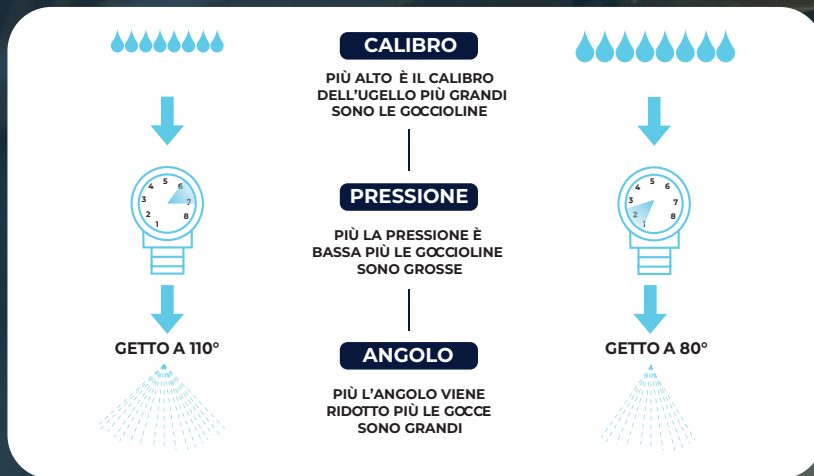 CALIBRO
PIÙ ALTO È IL CALIBRO
DELL'UGELLO PIÙ GRANDI
SONO LE GOCCIOLINE
4 5 6
3 7
2 8
1
PRESSIONE
PIÙ LA PRESSIONE È
BASSA PIÙ LE GOCCIOLINE
SONO GROSSE
4 5 6
3 7
2 8
1
GETTO A 110°
ANGOLO
GETTO A 80°
PIÙ L'ANGOLO VIENE
RIDOTTO PIÙ LE GOCCE
SONO GRANDI